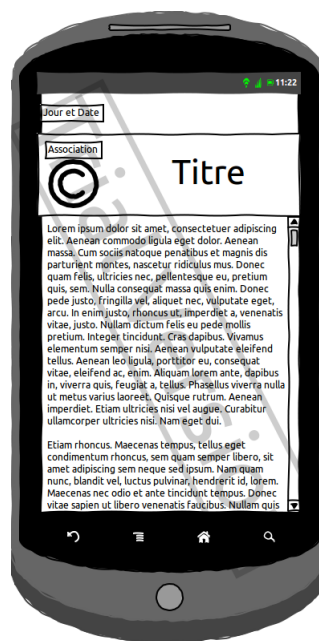 11:22
Jour et Date
Association
©
Titre
Lorem ipsum dolor sit amet, consectetuer adipiscing
elit. Aenean commodo ligula eget dolor. Aenean
massa. Cum sociis natoque penatibus et magnis dis
parturient montes, nascetur ridiculus mus. Donec
quam felis, ultricies nec, pellentesque eu, pretium
quis, sem. Nulla consequat massa quis enim. Donec
pede justo, fringilla vel, aliquet nec, vulputate eget,
arcu. In enim justo, rhoncus ut, imperdiet a, venenatis
vitae, justo. Nullam dictum felis eu pede mollis
pretium. Integer tincidunt. Cras dapibus. Vivamus
elementum semper nisi. Aenean vulputate eleifend
tellus. Aenean leo ligula, porttitor eu, consequat
vitae, eleifend ac, enim. Aliquam lorem ante, dapibus
in, viverra quis, feugiat a, tellus. Phasellus viverra nulla
ut metus varius laoreet. Quisque rutrum. Aenean
imperdiet. Etiam ultricies nisi vel augue. Curabitur
ullamcorper ultricies nisi. Nam eget dui.
Etiam rhoncus. Maecenas tempus, tellus eget
condimentum rhoncus, sem quam semper libero, sit
amet adipiscing sem neque sed ipsum. Nam quam
nunc, blandit vel, luctus pulvinar, hendrerit id, lorem.
Maecenas nec odio et ante tincidunt tempus. Donec
vitae sapien ut libero venenatis faucibus. Nullam quis